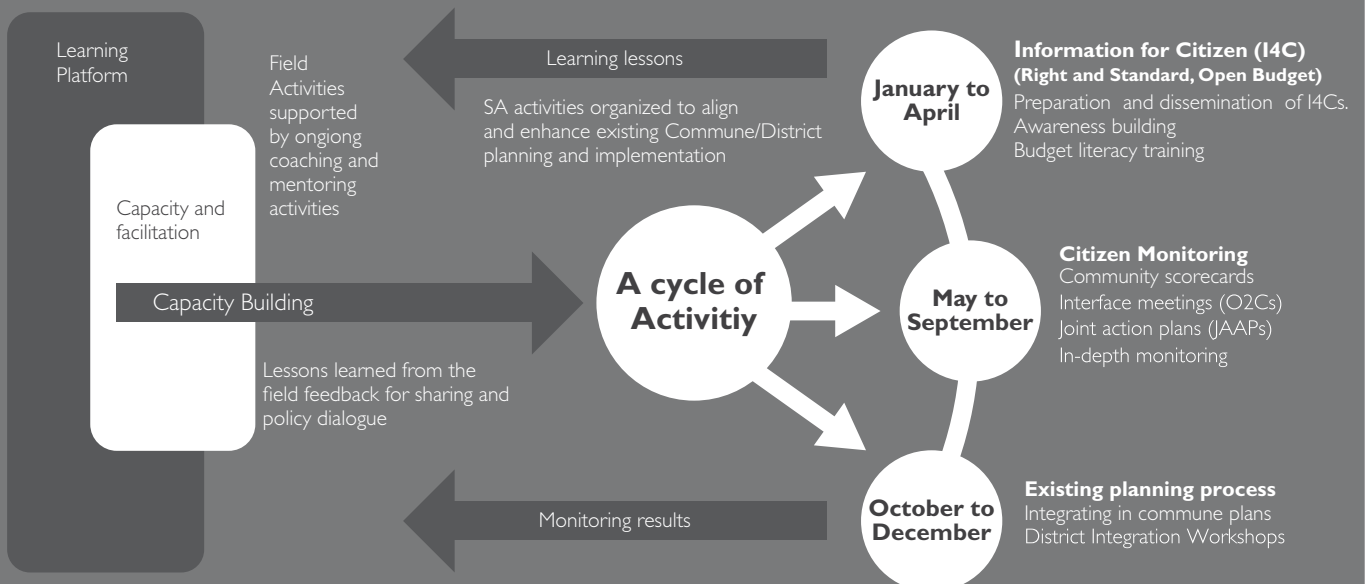 Learning
Platform
Capacity and
facilitation
Field
Activities
supported
by ongiong
coaching and
mentoring
activities
Learning lessons
SA activities organized to align
and enhance existing Commune/District
planning and implementation
Capacity Building
Lessons learned from the
field feedback for sharing and
policy dialogue
Monitoring results
A cycle of
Activitiy
January to
April
Information for Citizen (I4C)
(Right and Standard, Open Budget)
Preparation and dissemination of I4Cs.
Awareness building
Budget literacy training
May to
September
Citizen Monitoring
Community scorecards
Interface meetings (O2Cs)
Joint action plans (JAAPs)
In-depth monitoring
October to
December
Existing planning process
Integrating in commune plans
District Integration Workshops